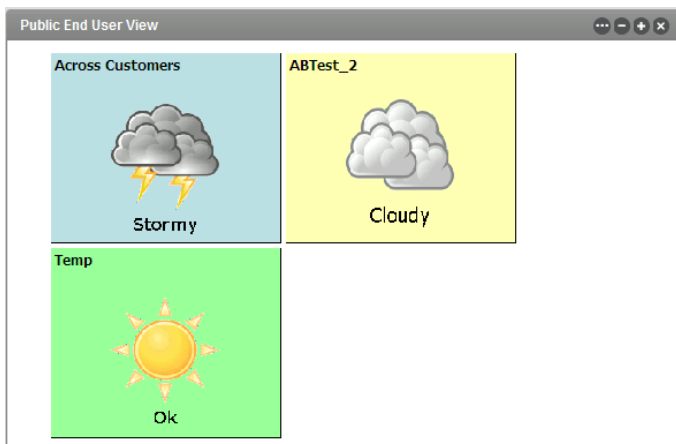 Public End User View
Across Customers
Stormy
ABTest_2
Cloudy
Temp
Ok